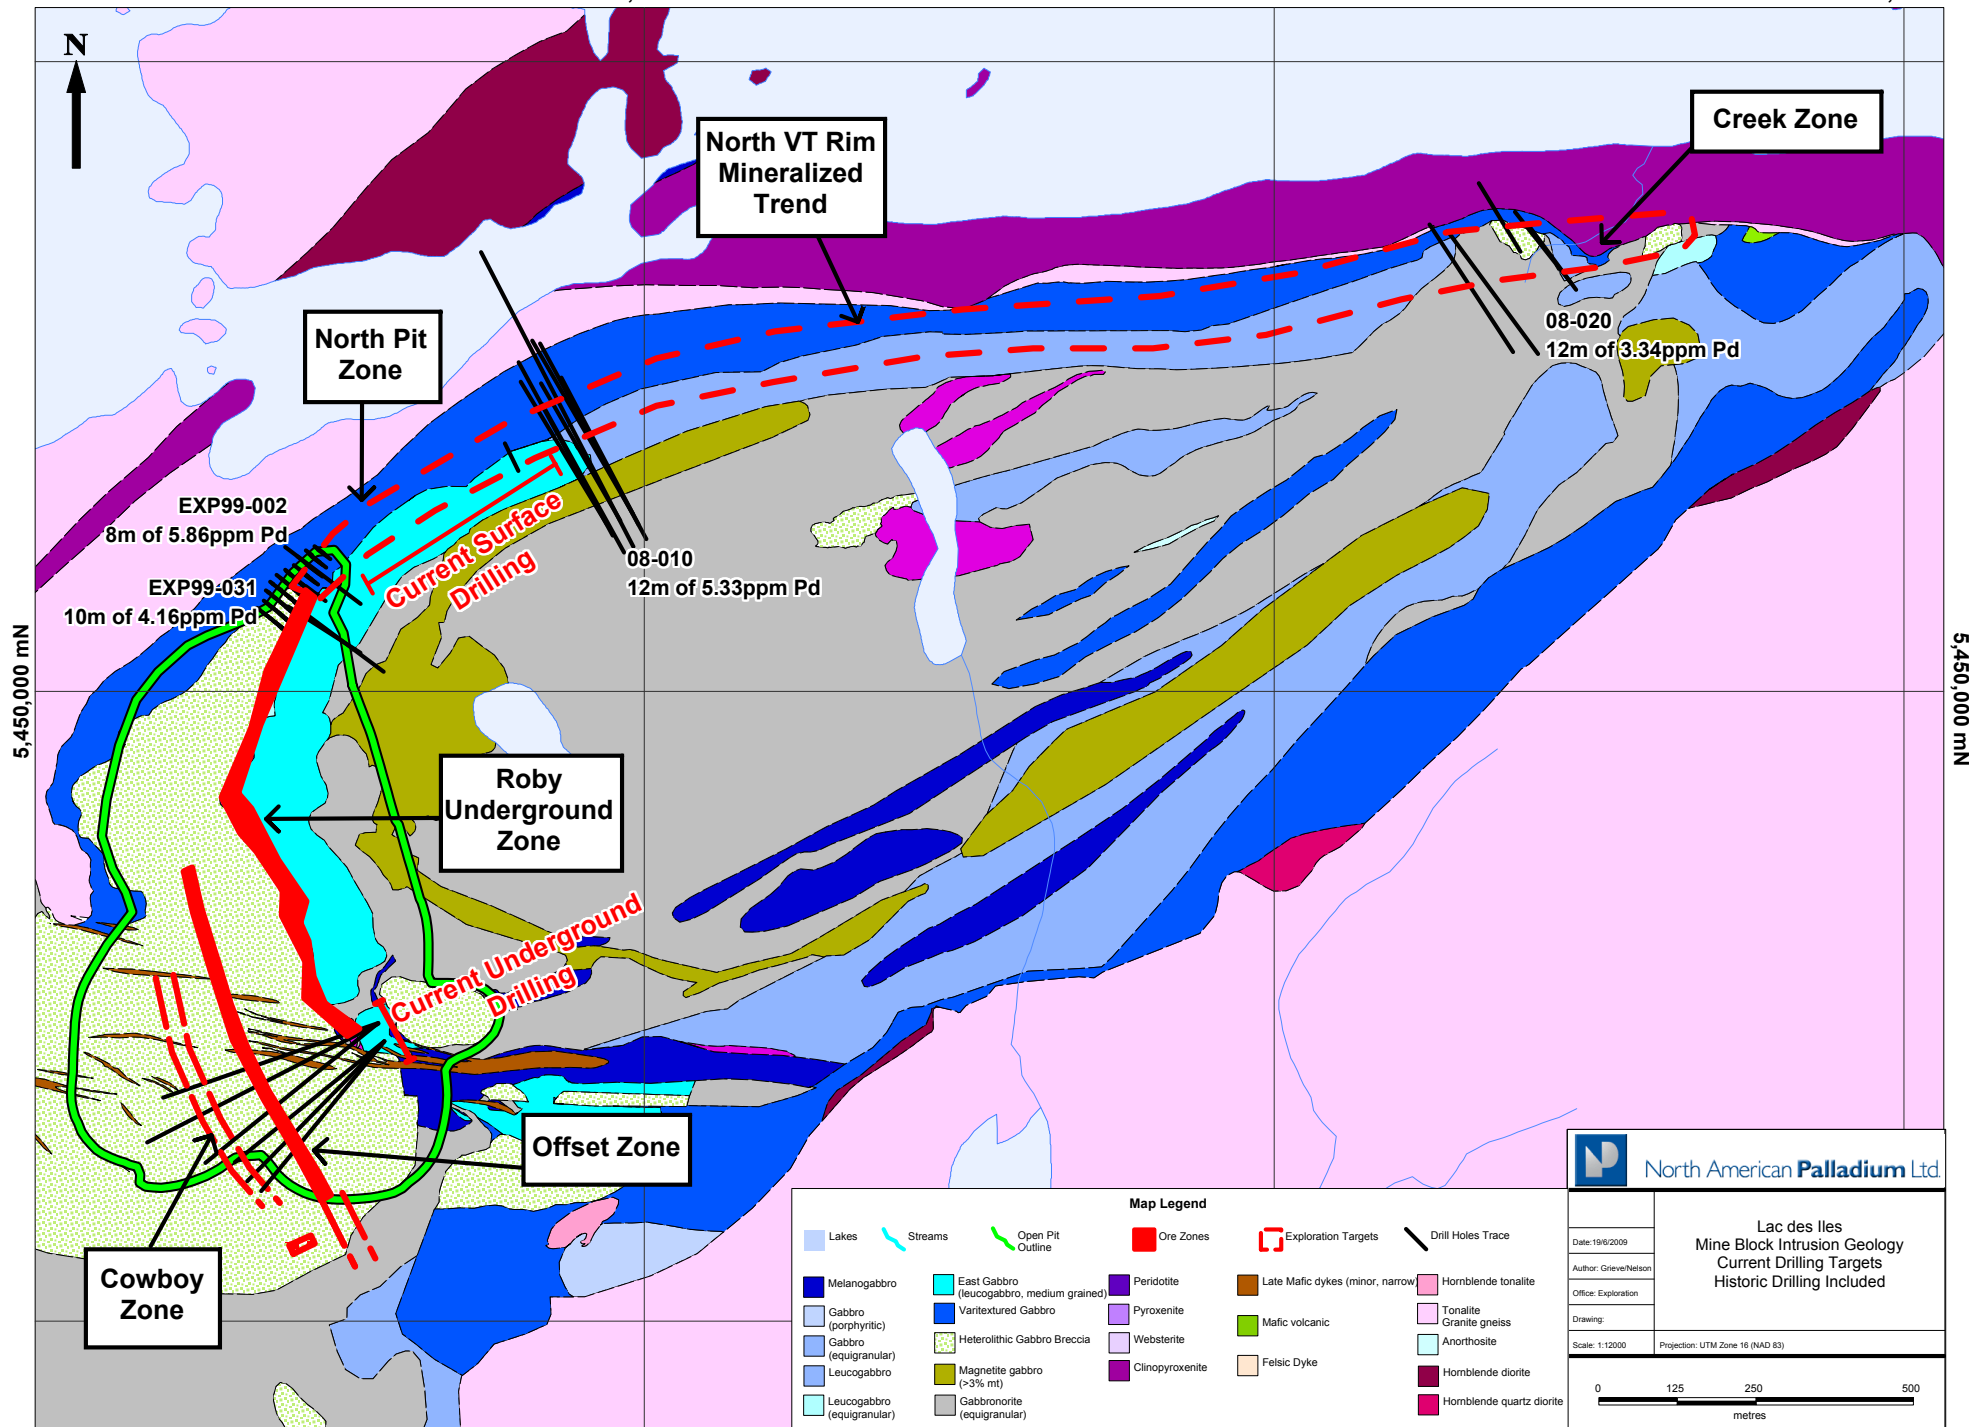 N
North VT Rim
Mineralized
Trend
Creek Zone
North Pit
Zone
08-020
12m of 3.34ppm Pd
EXP99-002
8m of 5.86ppm Pd
EXP99-031
10m of 4.16ppm Pd
Current Surface
Drilling
08-010
12m of 5.33ppm Pd
5,450,000 mN
5,450,000 mN
Roby
Underground
Zone
Current Underground
Drilling
Offset Zone
Cowboy
Zone
Map Legend
Lakes
Streams
Open Pit
Outline
Ore Zones
Exploration Targets
Drill Holes Trace
Melanogabbro
Gabbro
(porphyritic)
Gabbro
(equigranular)
Leucogabbro
Leucogabbro
(equigranular)
East Gabbro
(leucogabbro, medium grained)
Varitextured Gabbro
Heterolithic Gabbro Breccia
Magnetite gabbro
(>3% mt)
Gabbronorite
(equigranular)
Peridotite
Pyroxenite
Websterite
Clinopyroxenite
Late Mafic dykes (minor, narrow)
Mafic volcanic
Felsic Dyke
Hornblende tonalite
Tonalite
Granite gneiss
Anorthosite
Hornblende diorite
Hornblende quartz diorite
North American Palladium Ltd.
Date:19/6/2009
Author: Grieve/Nelson
Office: Exploration
Drawing:
Scale: 1:12000
Lac des Iles
Mine Block Intrusion Geology
Current Drilling Targets
Historic Drilling Included
Projection: UTM Zone 16 (NAD 83)
0 125 250 500
metres